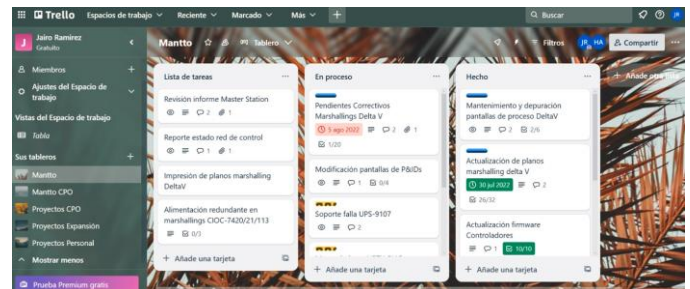 Trello
Espacios de trabajo
Reciente
Marcado
Más
+
Buscar
J
Jairo Ramirez
Gratuito
Miembros
+
Ajustes del Espacio de
trabajo
Vistas del Espacio de trabajo
Tabla
Sus tableros
+
Mantto
Mantto CPO
Proyectos CPO
Proyectos Expansión
Proyectos Personal
Mostrar menos
Prueba Premium gratis
Mantto
Tablero
Filtros
JR
HA
Compartir
Lista de tareas
Revisión informe Master Station
2 1
Reporte estado red de control
1 1
Impresión de planos marshalling
DeltaV
Alimentación redundante en
marshallings CIOC-7420/21/113
0/3
+ Añade una tarjeta
En proceso
Pendientes Correctivos
Marshallings Delta V
5 ago 2022 2 1
1/20
Modificación pantallas de P&IDs
1 0/4
Soporte falla UPS-9107
2
+ Añade una tarjeta
Hecho
Mantenimiento y depuración
pantallas de proceso DeltaV
2 2/6
Actualización de planos
marshalling delta V
30 jul 2022 2
26/32
Actualización firmware
Controladores
1 10/10
+ Añade una tarjeta
+ Añade otra lista